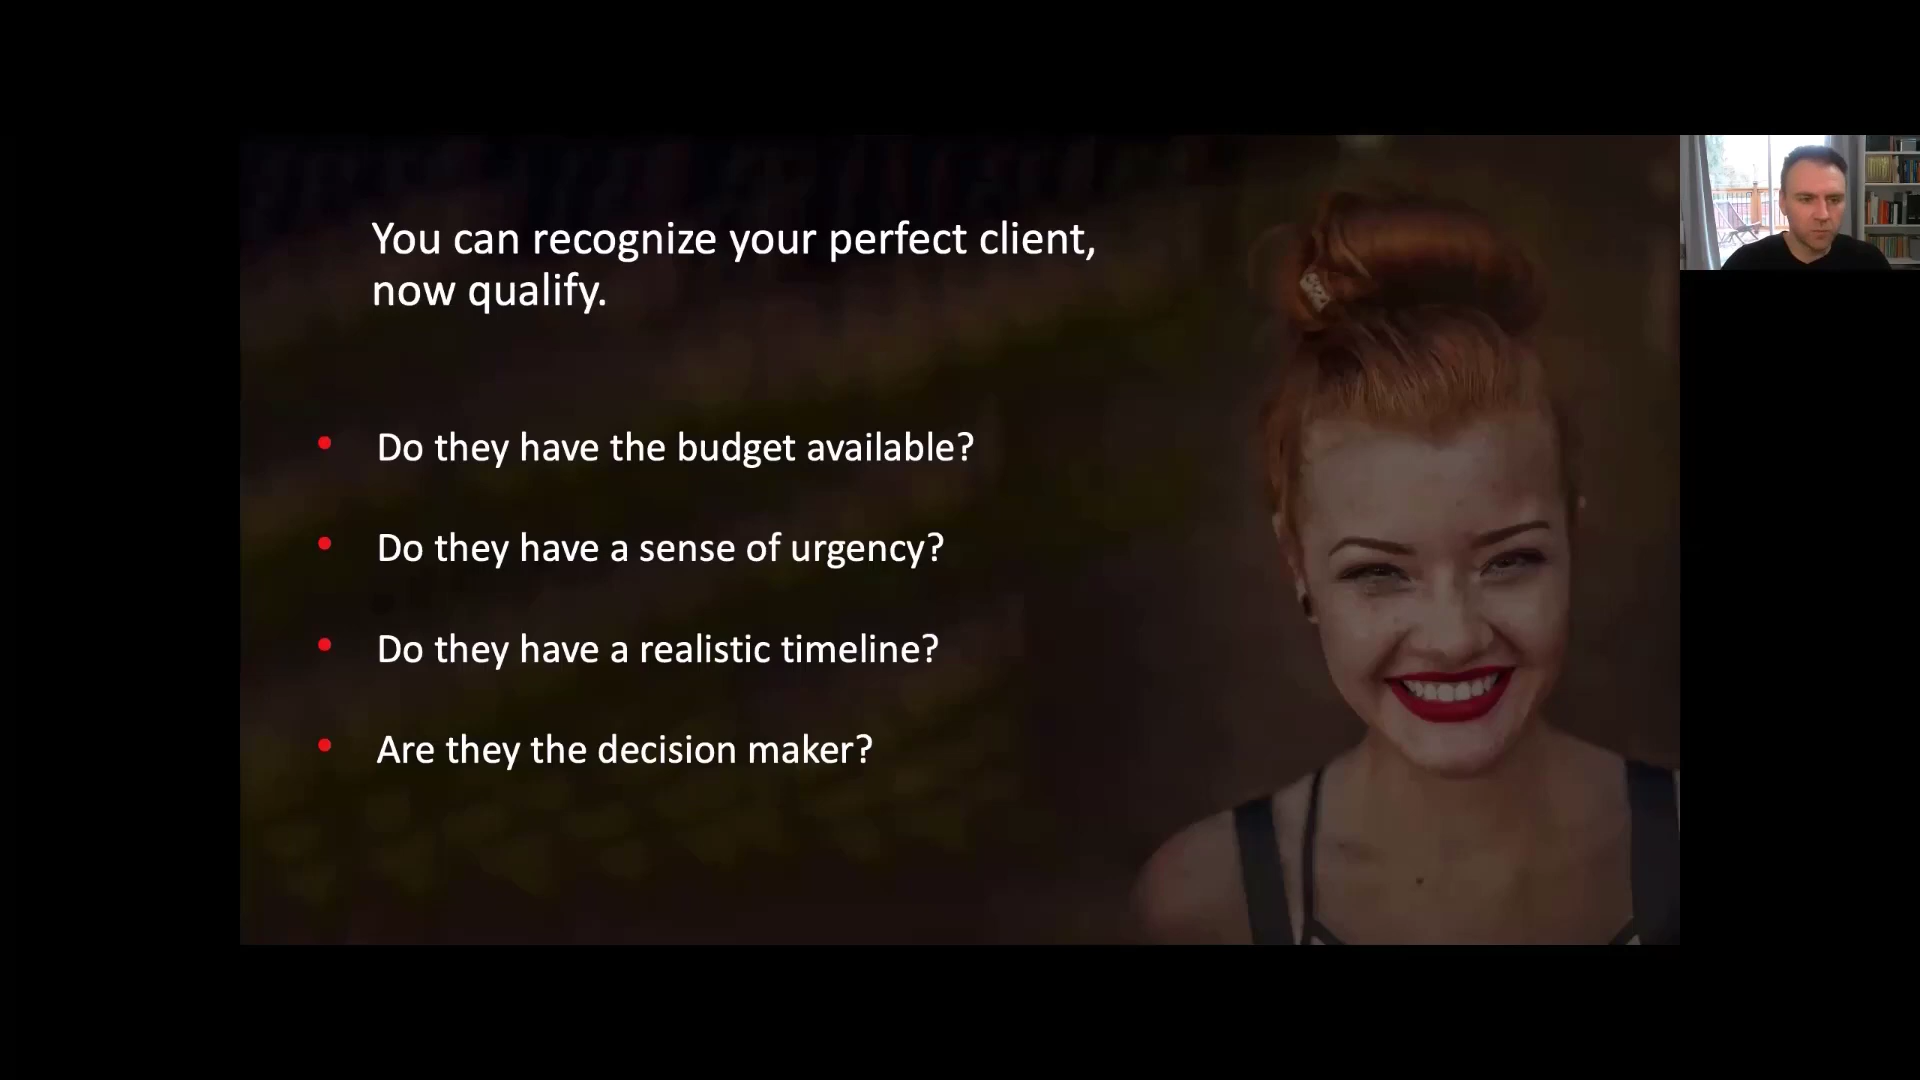 You can recognize your perfect client,
now qualify.
• Do they have the budget available?
• Do they have a sense of urgency?
• Do they have a realistic timeline?
• Are they the decision maker?